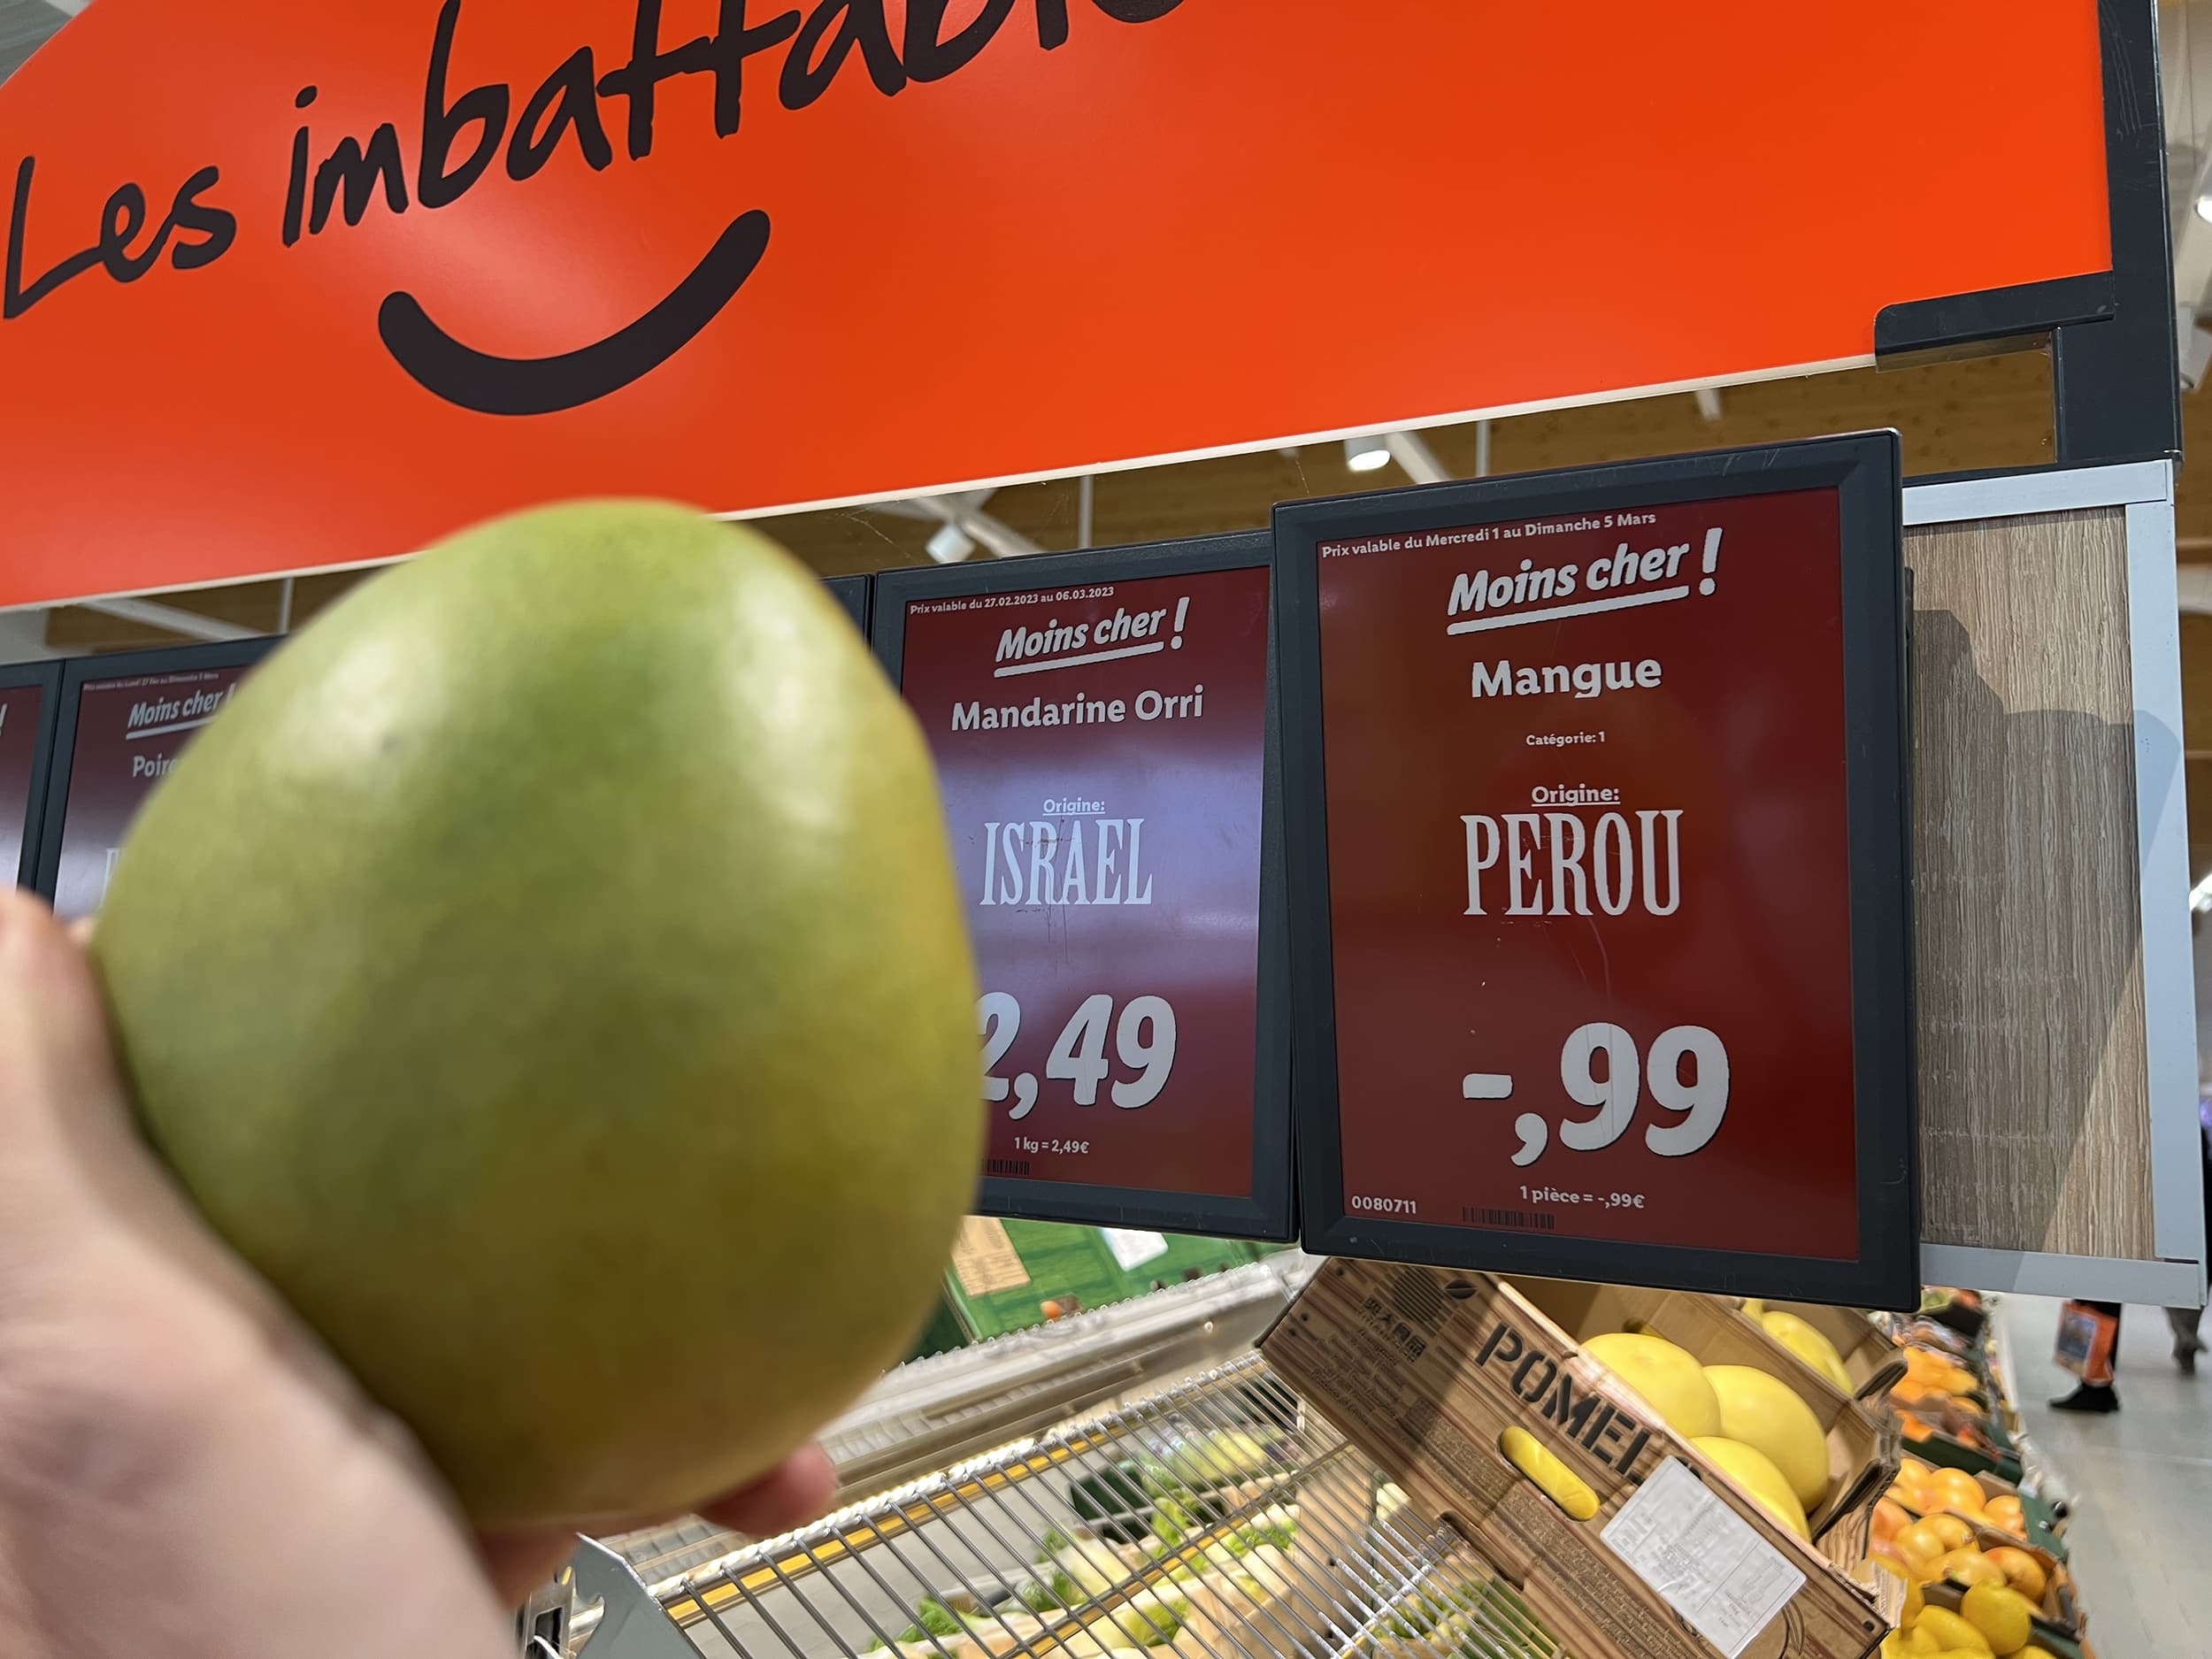 Les imbattable
Moins cher !
Poire
Prix valable du 27.02.2023 au 06.03.2023
Moins cher !
Mandarine Orri
Origine:
ISRAEL
2,49
1 kg = 2,49€
Prix valable du Mercredi 1 au Dimanche 5 Mars
Moins cher !
Mangue
Catégorie: 1
Origine:
PEROU
-,99
1 pièce = -,99€
0080711
POMEL